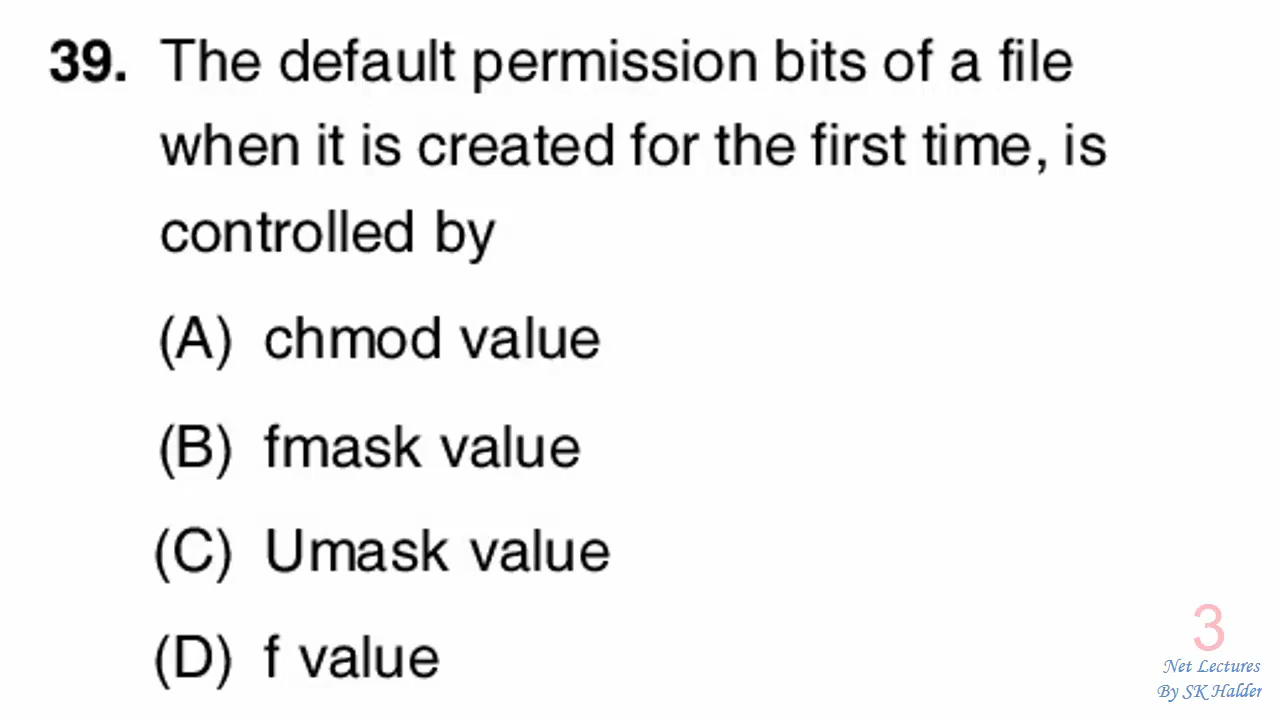 39. The default permission bits of a file
when it is created for the first time, is
controlled by
(A) chmod value
(B) fmask value
(C) Umask value
(D) f value
3
Net Lectures
By SK Halder